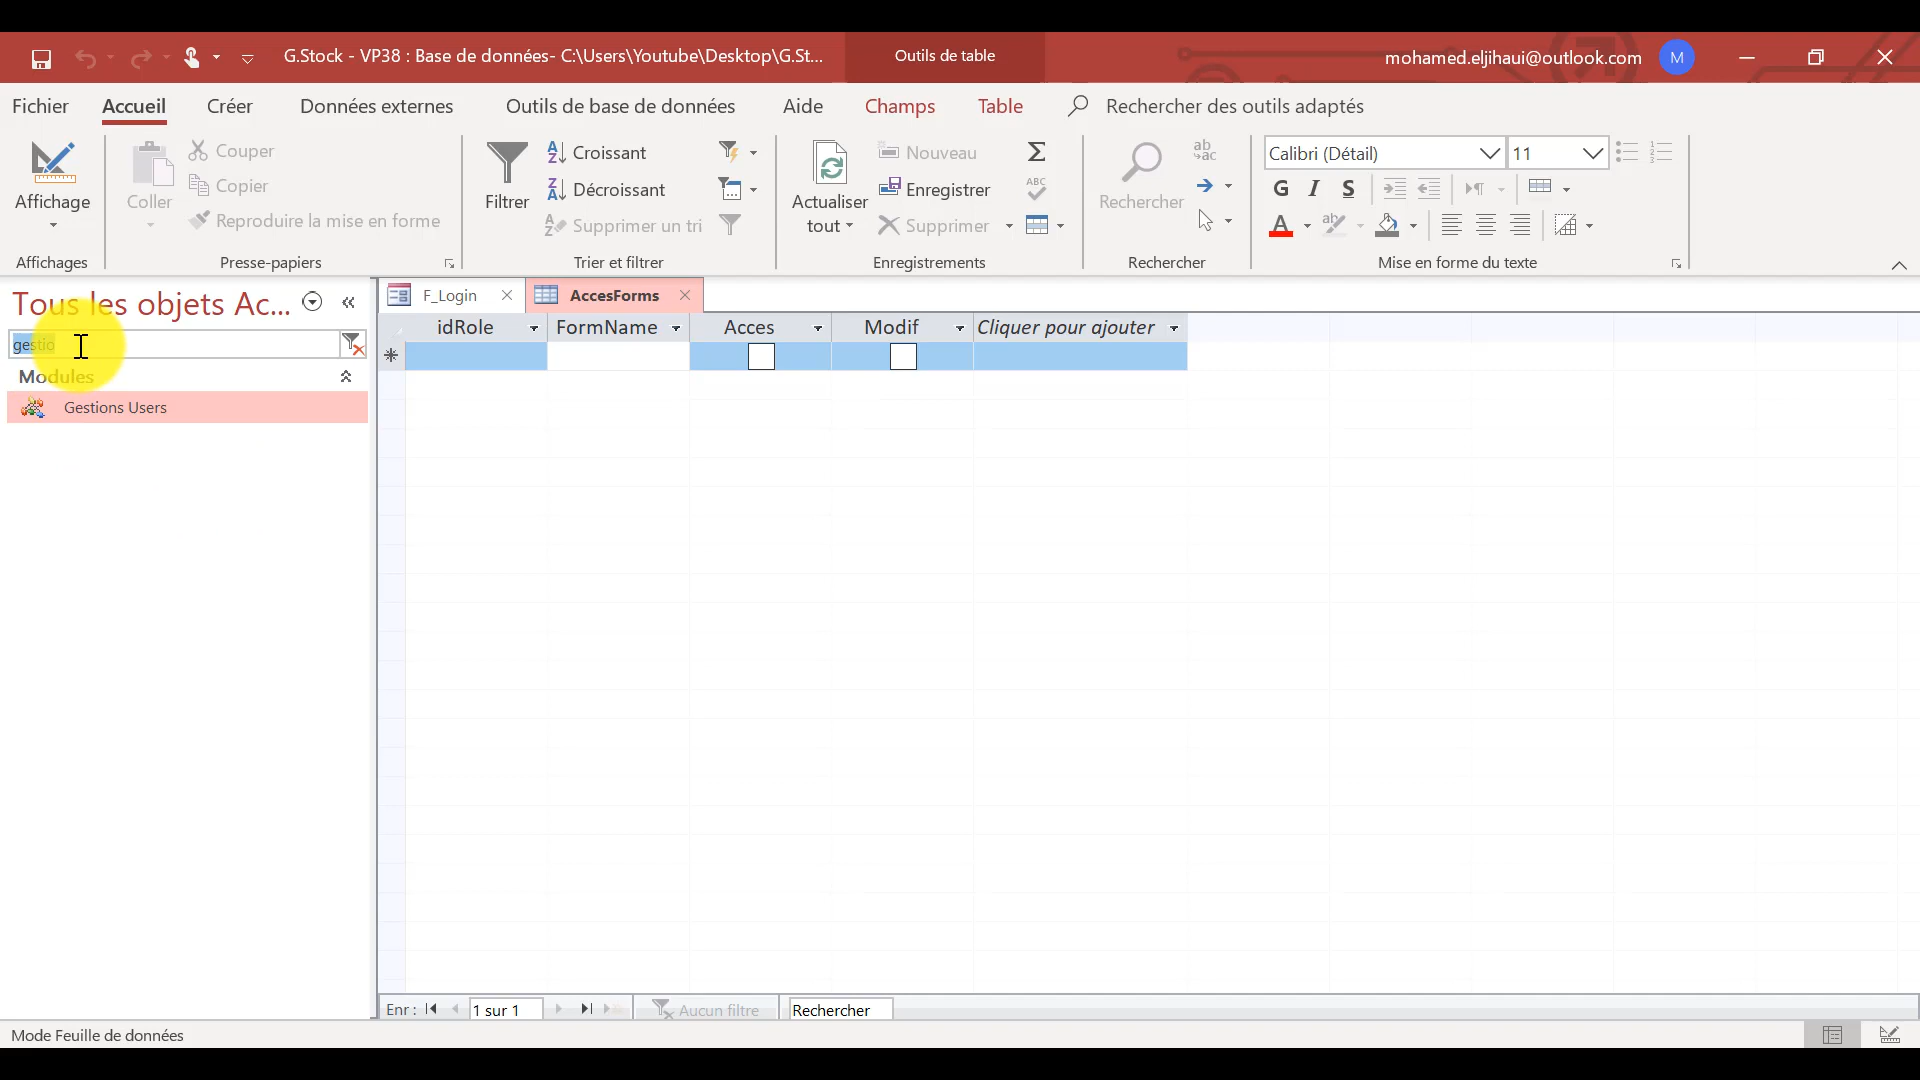 G.Stock - VP38 : Base de données- C:\Users\Youtube\Desktop\G.St...
Outils de table
mohamed.eljihaui@outlook.com
M
Fichier
Accueil
Créer
Données externes
Outils de base de données
Aide
Champs
Table
Rechercher des outils adaptés
Affichage
Affichages
Coller
Couper
Copier
Reproduire la mise en forme
Presse-papiers
Filtrer
Croissant
Décroissant
Supprimer un tri
Trier et filtrer
Actualiser
tout
Nouveau
Enregistrer
Supprimer
Enregistrements
Rechercher
Rechercher
Calibri (Détail)
11
G
I
S
Mise en forme du texte
Tous les objets Ac...
gestio
Modules
Gestions Users
F_Login
AccesForms
idRole
FormName
Acces
Modif
Cliquer pour ajouter
Enr :
1 sur 1
Aucun filtre
Rechercher
Mode Feuille de données